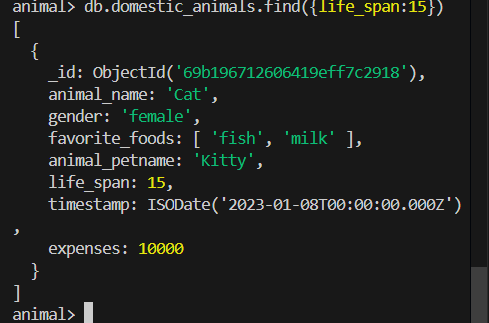 animal> db.domestic_animals.find({life_span:15})
[
  {
    _id: ObjectId('69b196712606419eff7c2918'),
    animal_name: 'Cat',
    gender: 'female',
    favorite_foods: [ 'fish', 'milk' ],
    animal_petname: 'Kitty',
    life_span: 15,
    timestamp: ISODate('2023-01-08T00:00:00.000Z')
,
    expenses: 10000
  }
]
animal>